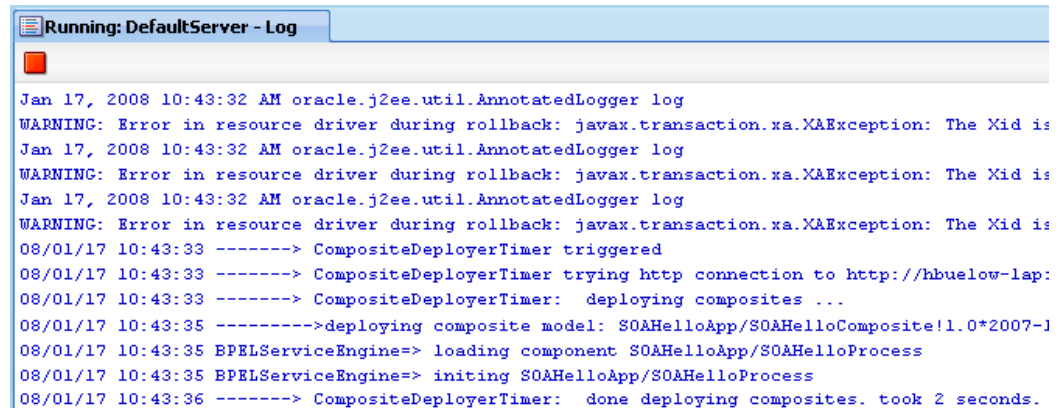 Running: DefaultServer - Log
Jan 17, 2008 10:43:32 AM oracle.j2ee.util.AnnotatedLogger log
WARNING: Error in resource driver during rollback: javax.transaction.xa.XAException: The Xid is
Jan 17, 2008 10:43:32 AM oracle.j2ee.util.AnnotatedLogger log
WARNING: Error in resource driver during rollback: javax.transaction.xa.XAException: The Xid is
Jan 17, 2008 10:43:32 AM oracle.j2ee.util.AnnotatedLogger log
WARNING: Error in resource driver during rollback: javax.transaction.xa.XAException: The Xid is
08/01/17 10:43:33 -------> CompositeDeployerTimer triggered
08/01/17 10:43:33 -------> CompositeDeployerTimer trying http connection to http://hbuelow-lap:
08/01/17 10:43:33 -------> CompositeDeployerTimer:  deploying composites ...
08/01/17 10:43:35 --------->deploying composite model: SOAHelloApp/SOAHelloComposite!1.0*2007-1
08/01/17 10:43:35 BPELServiceEngine=> loading component SOAHelloApp/SOAHelloProcess
08/01/17 10:43:35 BPELServiceEngine=> initing SOAHelloApp/SOAHelloProcess
08/01/17 10:43:36 -------> CompositeDeployerTimer:  done deploying composites. took 2 seconds.